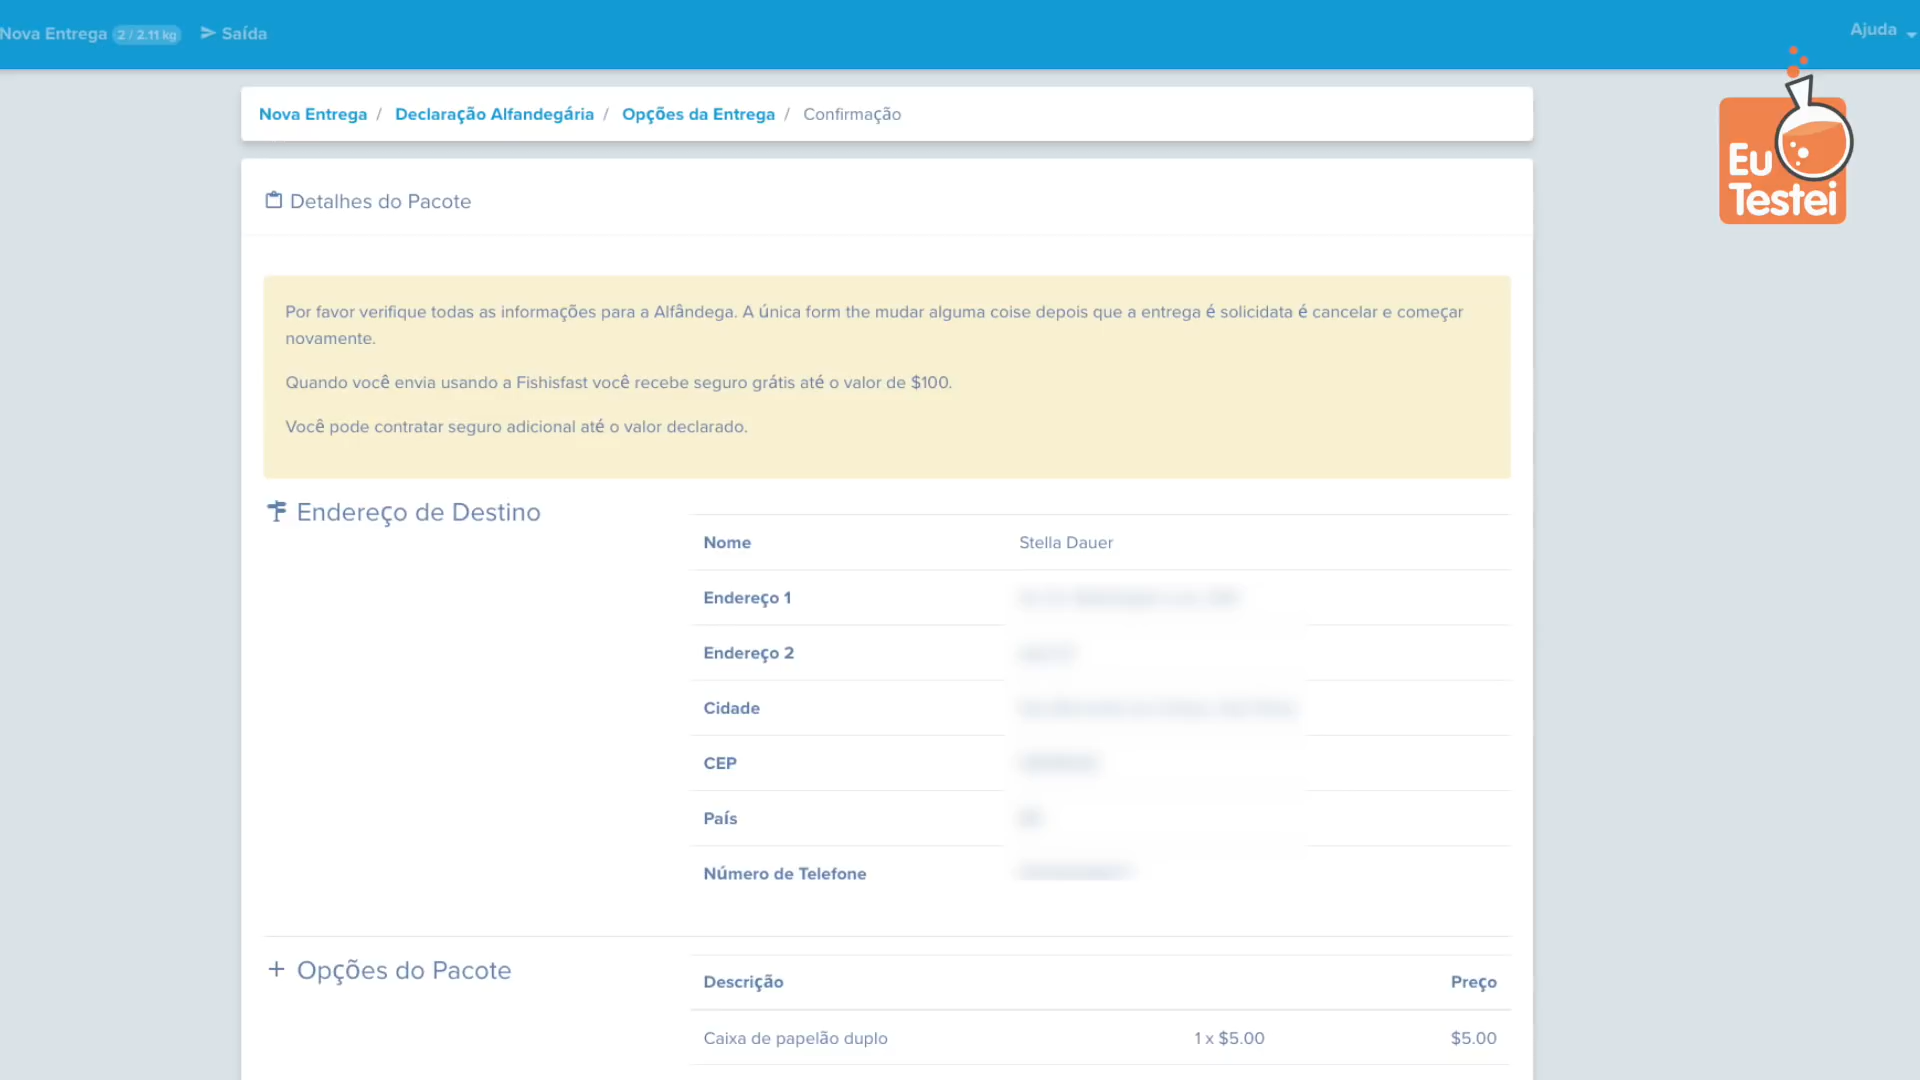 Nova Entrega 2 / 2.11 kg Saída
Ajuda
Eu
Testei
Nova Entrega / Declaração Alfandegária / Opções da Entrega / Confirmação
Detalhes do Pacote
Por favor verifique todas as informações para a Alfândega. A única form the mudar alguma coise depois que a entrega é solicidata é cancelar e começar
novamente.
Quando você envia usando a Fishisfast você recebe seguro grátis até o valor de $100.
Você pode contratar seguro adicional até o valor declarado.
Endereço de Destino
Nome Stella Dauer
Endereço 1
Endereço 2
Cidade
CEP
País
Número de Telefone
Opções do Pacote
Descrição Preço
Caixa de papelão duplo 1 x $5.00 $5.00